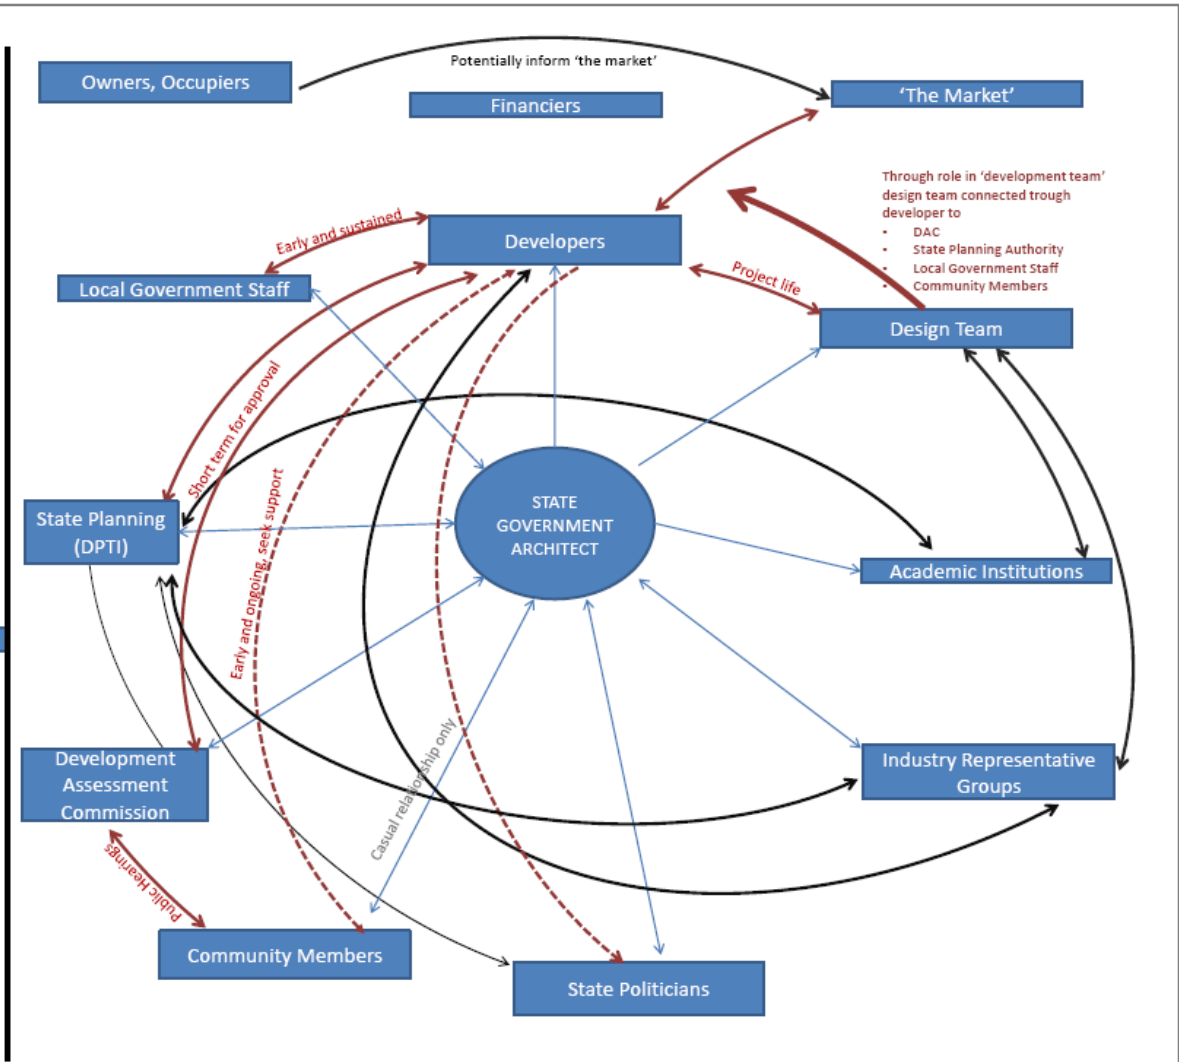 Potentially inform ‘the market’
Owners, Occupiers
Financiers
‘The Market’
Through role in ‘development team’
design team connected trough
developer to
• DAC
• State Planning Authority
• Local Government Staff
• Community Members
Early and sustained
Developers
Local Government Staff
Project life
Design Team
Short term for approval
Early and ongoing, seek support
State Planning
(DPTI)
STATE
GOVERNMENT
ARCHITECT
Academic Institutions
Casual relationship only
Development
Assessment
Commission
Industry Representative
Groups
Public Hearings
Community Members
State Politicians